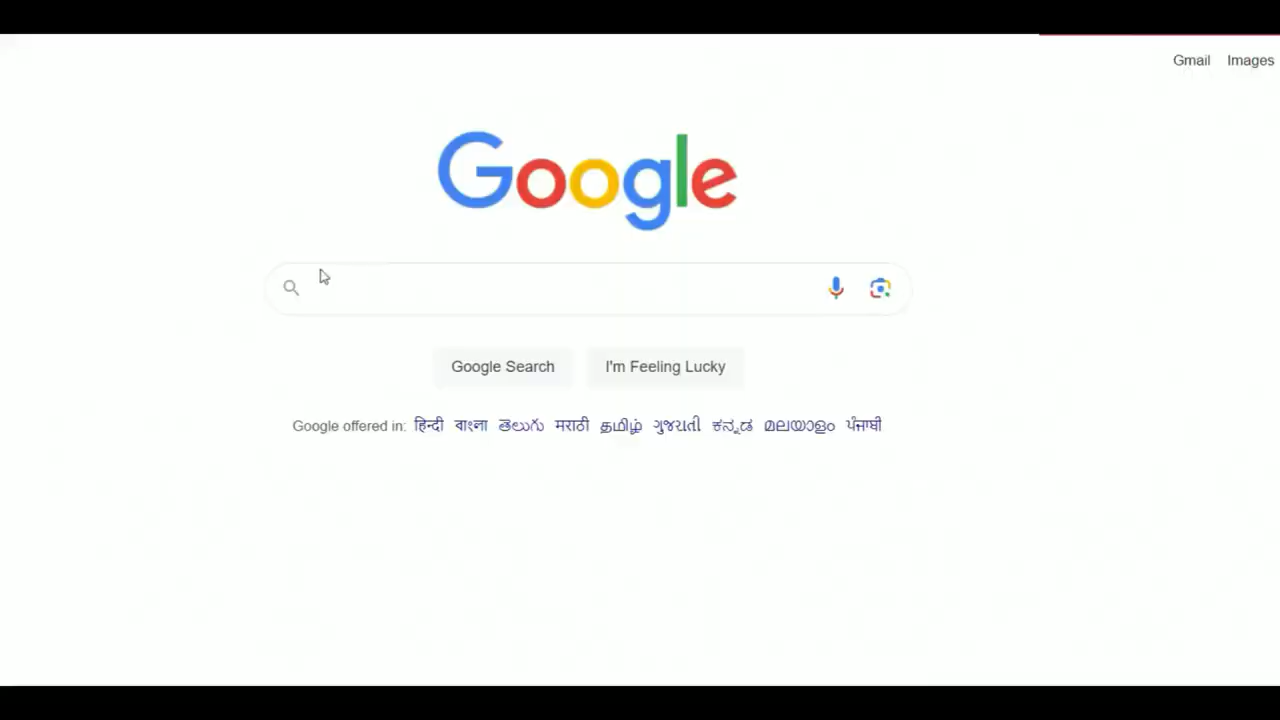 Gmail Images
Google
Google Search I'm Feeling Lucky
Google offered in: हिन्दी বাংলা తెలుగు मराठी தமிழ் ગુજરાતી ಕನ್ನಡ മലയാളം ਪੰਜਾਬੀ